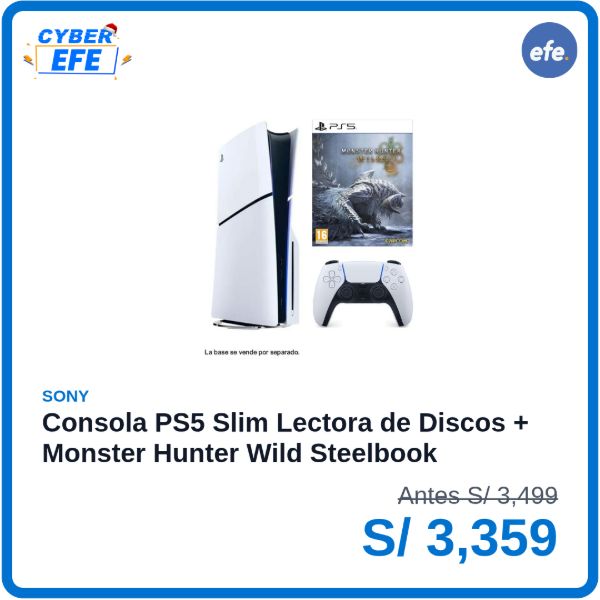 CYBER
EFE
efe.
PS5
MONSTER HUNTER
WILDS
16
CAPCOM
La base se vende por separado.
SONY
Consola PS5 Slim Lectora de Discos +
Monster Hunter Wild Steelbook
Antes S/ 3,499
S/ 3,359